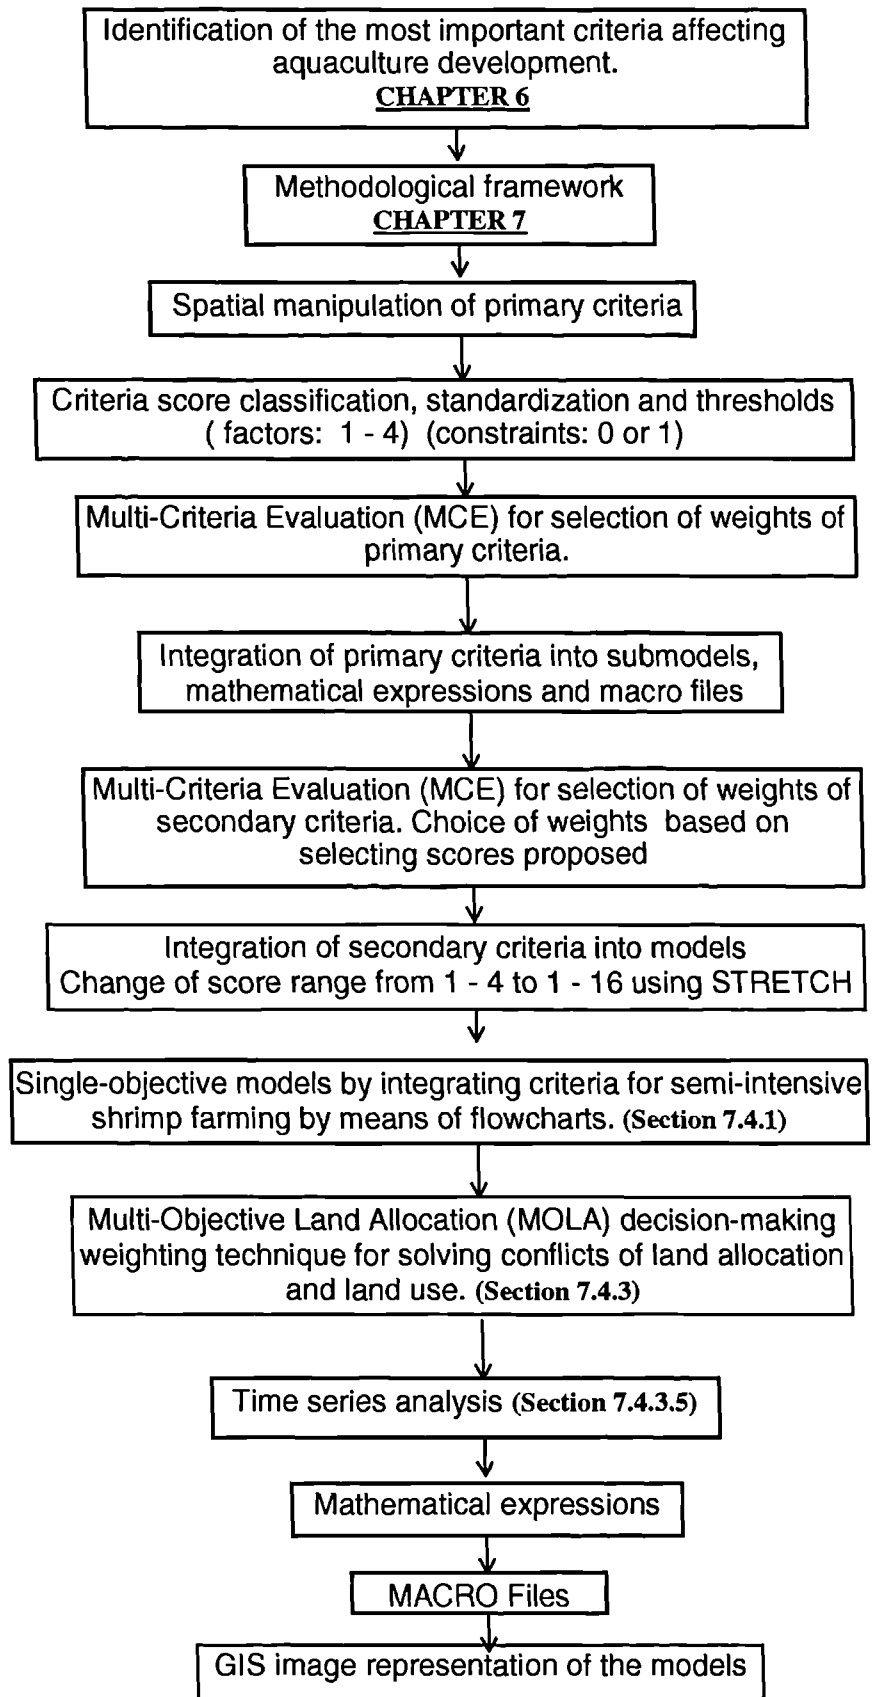 Identification of the most important criteria affecting
aquaculture development.
CHAPTER 6
Methodological framework
CHAPTER 7
Spatial manipulation of primary criteria
Criteria score classification, standardization and thresholds
( factors: 1 - 4) (constraints: 0 or 1)
Multi-Criteria Evaluation (MCE) for selection of weights of
primary criteria.
Integration of primary criteria into submodels,
mathematical expressions and macro files
Multi-Criteria Evaluation (MCE) for selection of weights of
secondary criteria. Choice of weights based on
selecting scores proposed
Integration of secondary criteria into models
Change of score range from 1 - 4 to 1 - 16 using STRETCH
Single-objective models by integrating criteria for semi-intensive
shrimp farming by means of flowcharts. (Section 7.4.1)
Multi-Objective Land Allocation (MOLA) decision-making
weighting technique for solving conflicts of land allocation
and land use. (Section 7.4.3)
Time series analysis (Section 7.4.3.5)
Mathematical expressions
MACRO Files
GIS image representation of the models